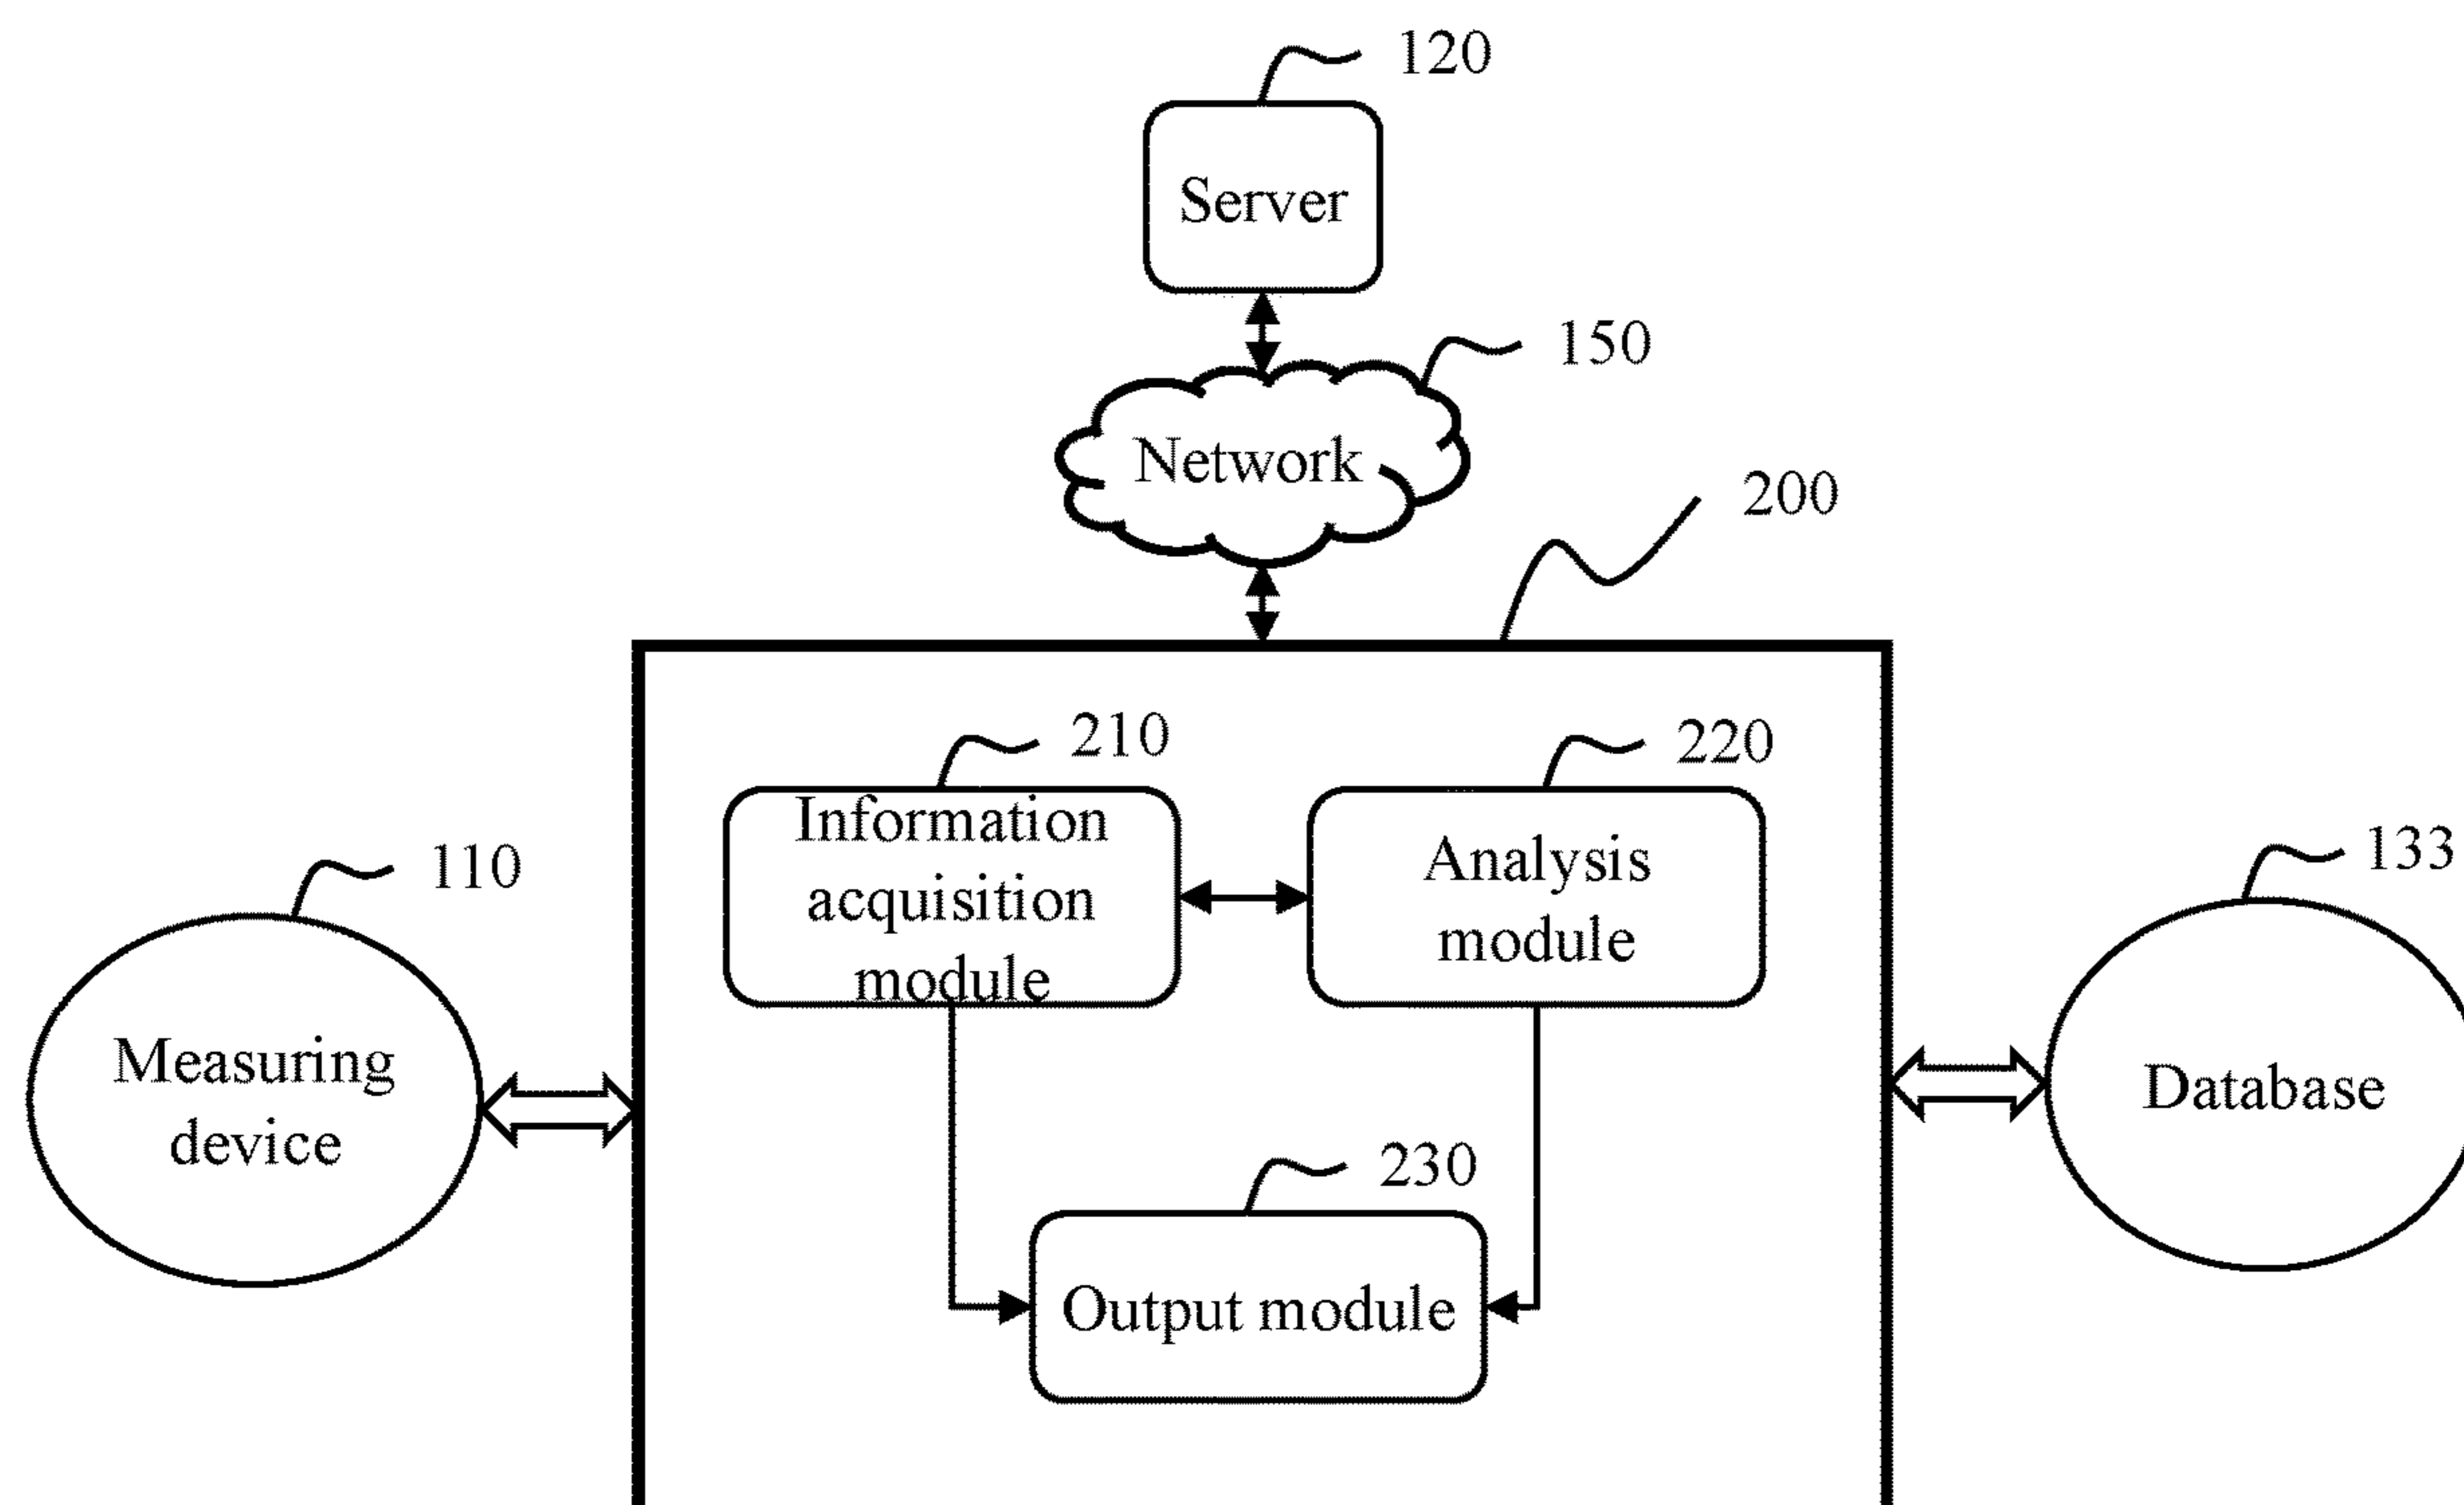 120
Server
150
Network
200
210
220
Information
acquisition
module
Analysis
module
110
133
Measuring
device
Database
230
Output module